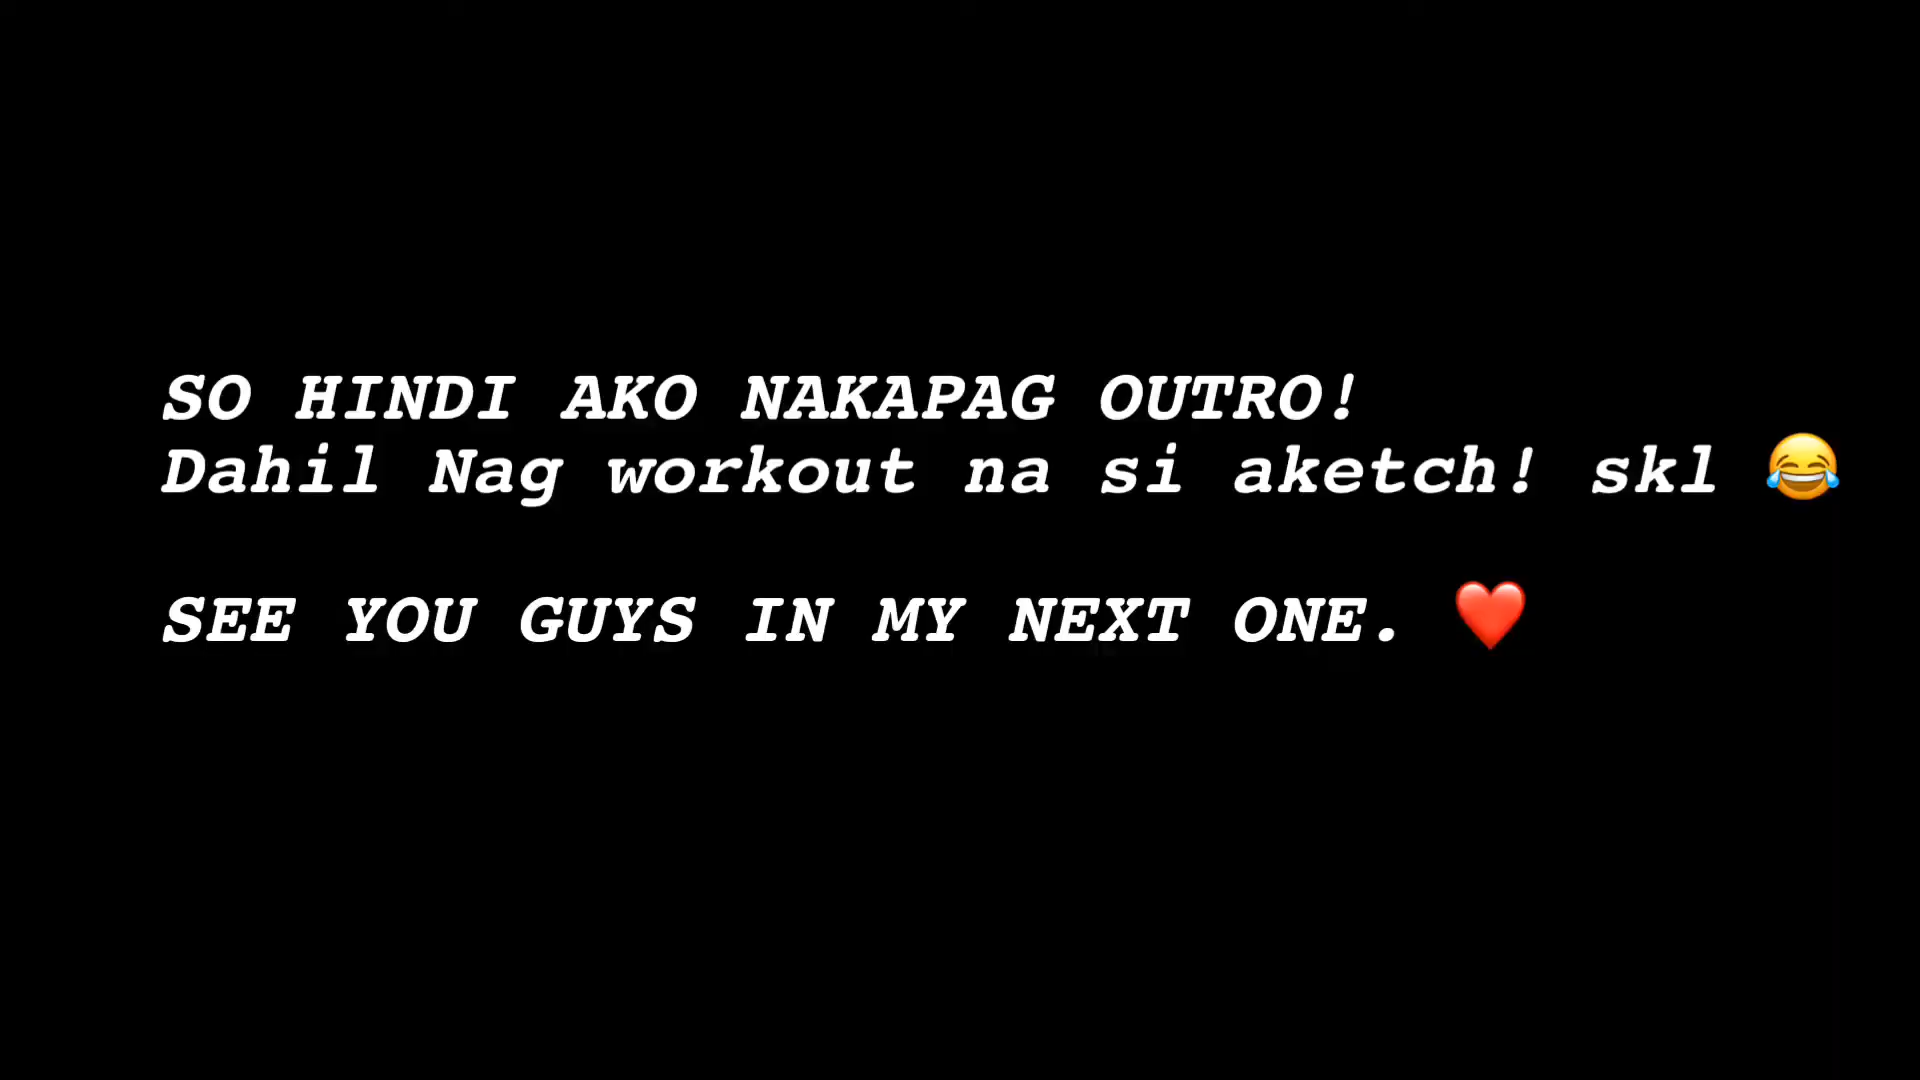 SO HINDI AKO NAKAPAG OUTRO!
Dahil Nag workout na si aketch! skl 😂
SEE YOU GUYS IN MY NEXT ONE. ❤️